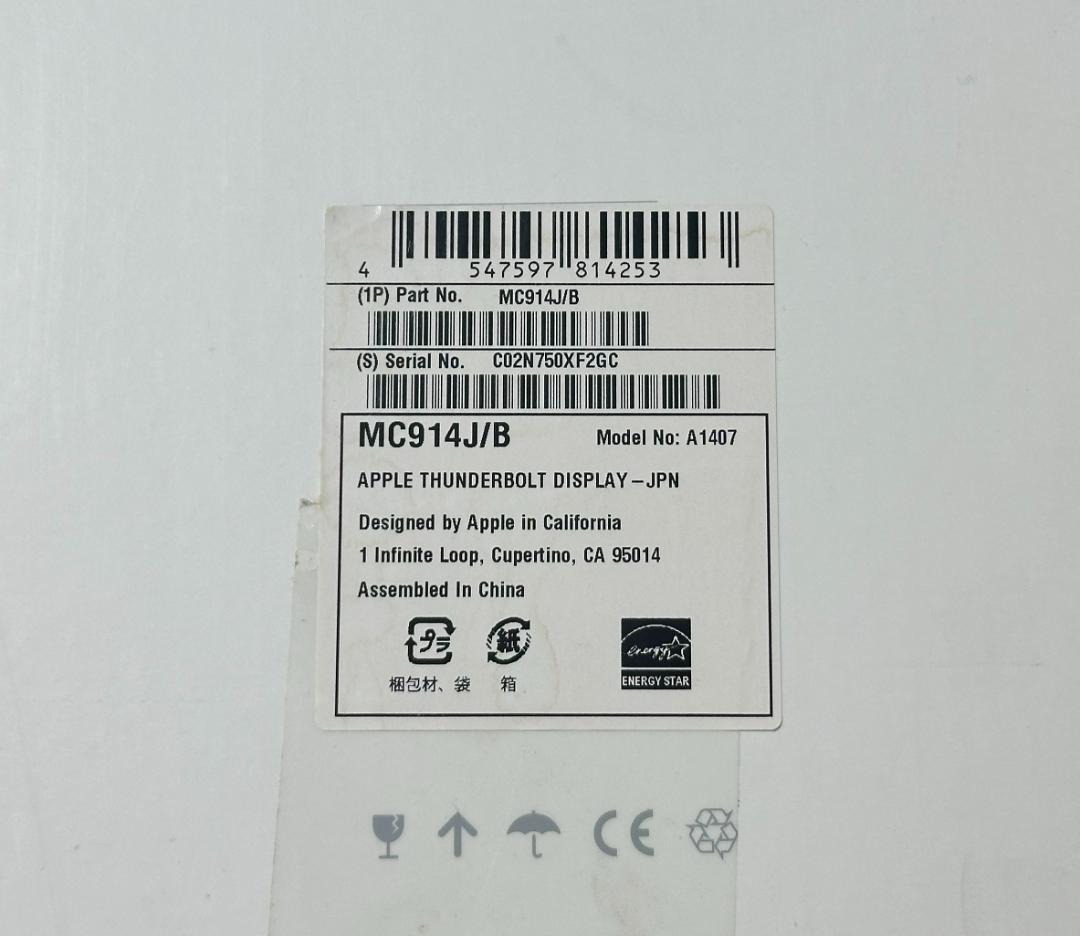 4 547597 814253
(1P) Part No. MC914J/B
(S) Serial No. C02N750XF2GC
MC914J/B Model No: A1407
APPLE THUNDERBOLT DISPLAY–JPN
Designed by Apple in California
1 Infinite Loop, Cupertino, CA 95014
Assembled In China
プラ 紙 energy
梱包材、袋 箱 ENERGY STAR
CE